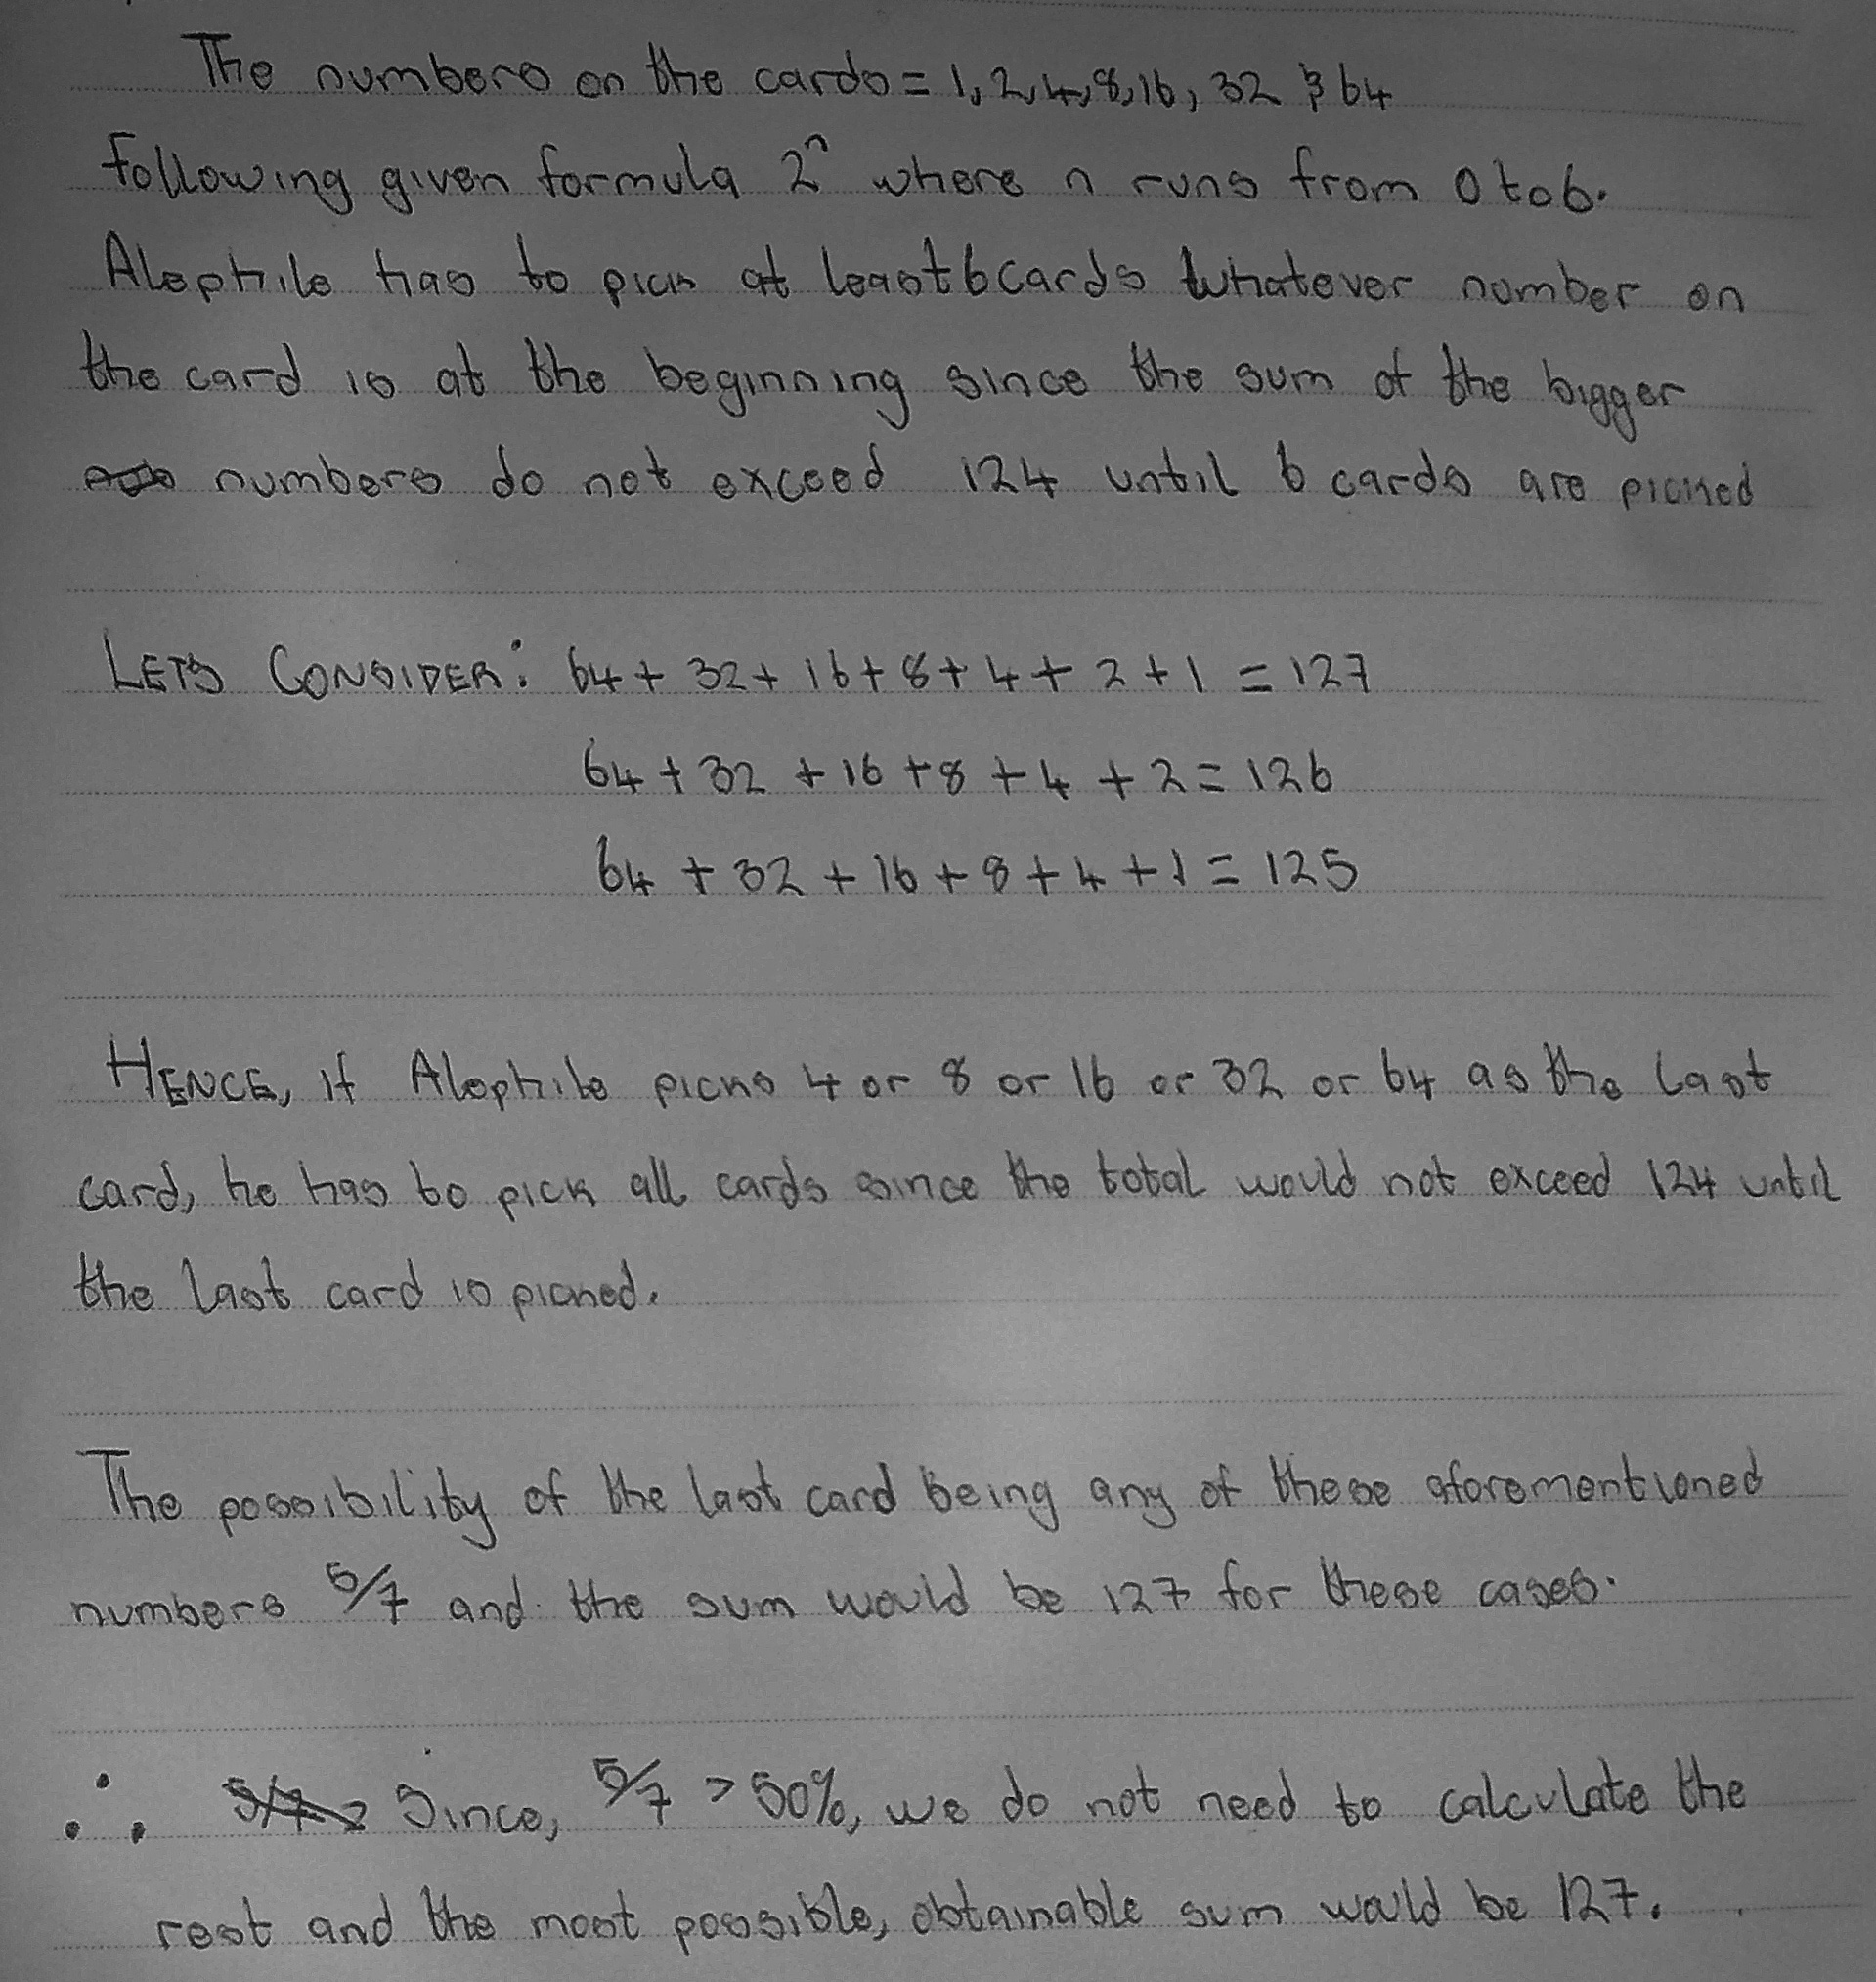 The numbers on the cards = 1, 2, 4, 8, 16, 32 & 64
Following given formula 2ⁿ where n runs from 0 to 6.
Alephile has to pick at least 6 cards whatever number on
the card is at the beginning since the sum of the bigger
numbers do not exceed 124 until 6 cards are picked
LETS CONSIDER: 64 + 32 + 16 + 8 + 4 + 2 + 1 = 127
64 + 32 + 16 + 8 + 4 + 2 = 126
64 + 32 + 16 + 8 + 4 + 1 = 125
HENCE, if Alephile picks 4 or 8 or 16 or 32 or 64 as the last
card, he has to pick all cards since the total would not exceed 124 until
the last card is picked.
The possibility of the last card being any of these aforementioned
numbers 5/7 and the sum would be 127 for these cases.
∴ Since, 5/7 > 50%, we do not need to calculate the
rest and the most possible, obtainable sum would be 127.